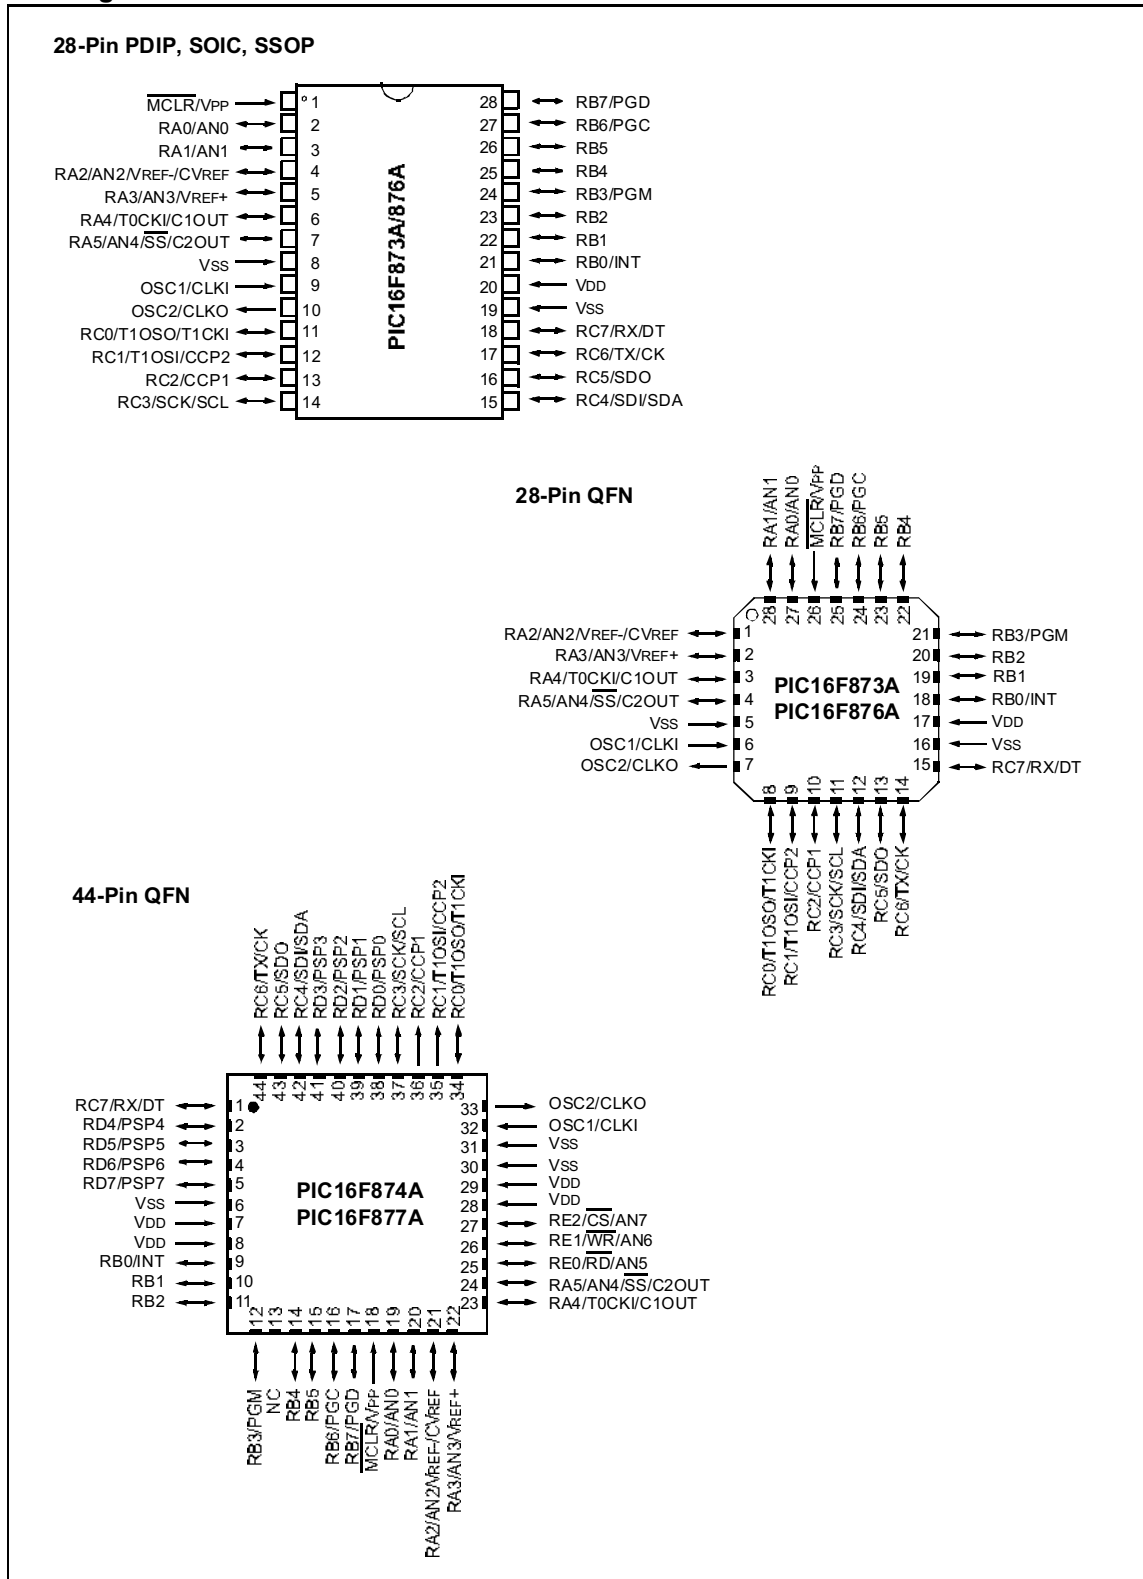 28-Pin PDIP, SOIC, SSOP
MCLR/VPP 1 28 RB7/PGD
RA0/AN0 2 27 RB6/PGC
RA1/AN1 3 26 RB5
RA2/AN2/VREF-/CVREF 4 25 RB4
RA3/AN3/VREF+ 5 24 RB3/PGM
RA4/T0CKI/C1OUT 6 23 RB2
RA5/AN4/SS/C2OUT 7 22 RB1
VSS 8 21 RB0/INT
OSC1/CLKI 9 20 VDD
OSC2/CLKO 10 19 VSS
RC0/T1OSO/T1CKI 11 18 RC7/RX/DT
RC1/T1OSI/CCP2 12 17 RC6/TX/CK
RC2/CCP1 13 16 RC5/SDO
RC3/SCK/SCL 14 15 RC4/SDI/SDA
PIC16F873A/876A
28-Pin QFN
RA1/AN1
RA0/AN0
MCLR/VPP
RB7/PGD
RB6/PGC
RB5
RB4
28 27 26 25 24 23 22
RA2/AN2/VREF-/CVREF 1 21 RB3/PGM
RA3/AN3/VREF+ 2 20 RB2
RA4/T0CKI/C1OUT 3 19 RB1
RA5/AN4/SS/C2OUT 4 18 RB0/INT
VSS 5 17 VDD
OSC1/CLKI 6 16 VSS
OSC2/CLKO 7 15 RC7/RX/DT
PIC16F873A
PIC16F876A
8 9 10 11 12 13 14
RC0/T1OSO/T1CKI
RC1/T1OSI/CCP2
RC2/CCP1
RC3/SCK/SCL
RC4/SDI/SDA
RC5/SDO
RC6/TX/CK
44-Pin QFN
RC6/TX/CK
RC5/SDO
RC4/SDI/SDA
RD3/PSP3
RD2/PSP2
RD1/PSP1
RD0/PSP0
RC3/SCK/SCL
RC2/CCP1
RC1/T1OSI/CCP2
RC0/T1OSO/T1CKI
44 43 42 41 40 39 38 37 36 35 34
RC7/RX/DT 1 33 OSC2/CLKO
RD4/PSP4 2 32 OSC1/CLKI
RD5/PSP5 3 31 VSS
RD6/PSP6 4 30 VSS
RD7/PSP7 5 29 VDD
VSS 6 28 VDD
VDD 7 27 RE2/CS/AN7
VDD 8 26 RE1/WR/AN6
RB0/INT 9 25 RE0/RD/AN5
RB1 10 24 RA5/AN4/SS/C2OUT
RB2 11 23 RA4/T0CKI/C1OUT
PIC16F874A
PIC16F877A
12 13 14 15 16 17 18 19 20 21 22
RB3/PGM
NC
RB4
RB5
RB6/PGC
RB7/PGD
MCLR/VPP
RA0/AN0
RA1/AN1
RA2/AN2/VREF-/CVREF
RA3/AN3/VREF+